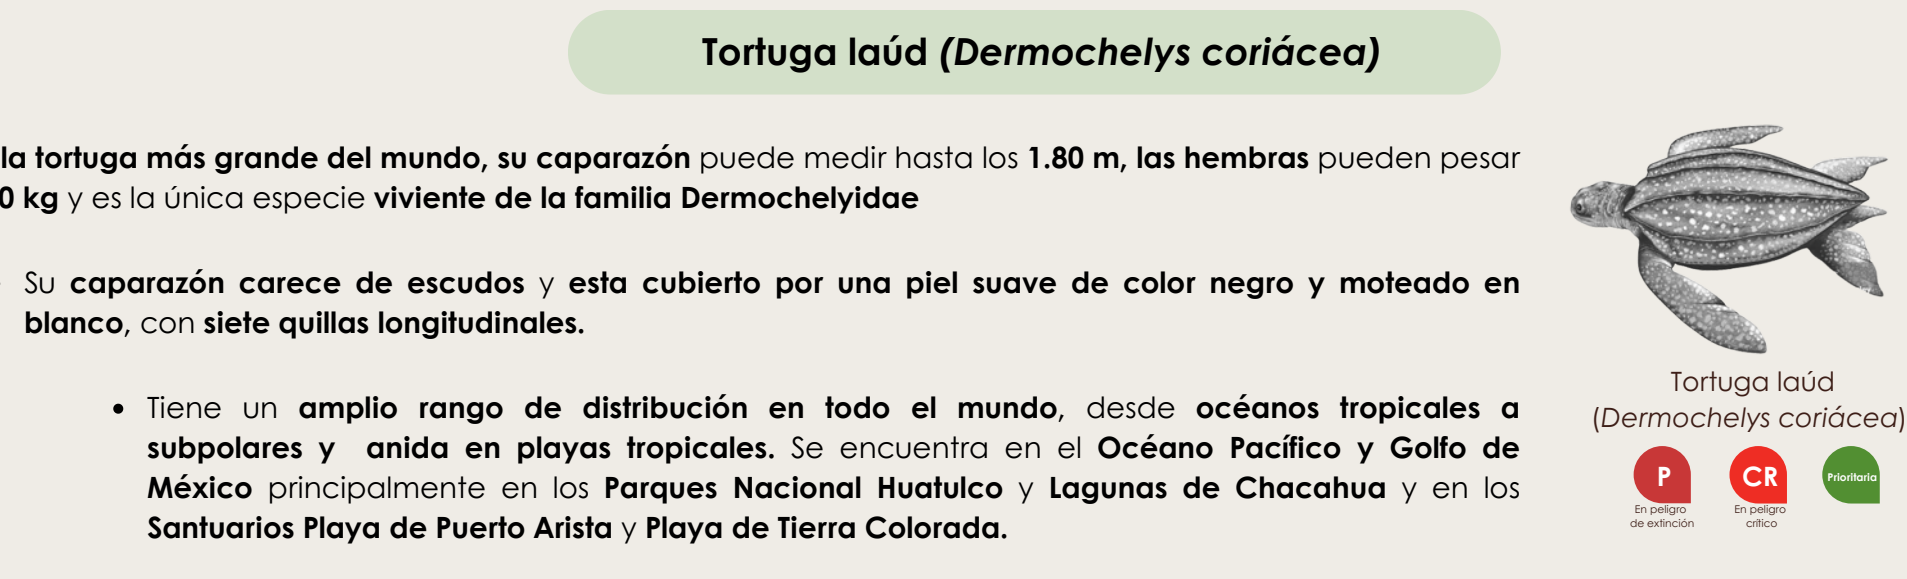 Tortuga laúd (Dermochelys coriácea)
la tortuga más grande del mundo, su caparazón puede medir hasta los 1.80 m, las hembras pueden pesar
0 kg y es la única especie viviente de la familia Dermochelyidae
Su caparazón carece de escudos y esta cubierto por una piel suave de color negro y moteado en
blanco, con siete quillas longitudinales.
• Tiene un amplio rango de distribución en todo el mundo, desde océanos tropicales a
subpolares y anida en playas tropicales. Se encuentra en el Océano Pacífico y Golfo de
México principalmente en los Parques Nacional Huatulco y Lagunas de Chacahua y en los
Santuarios Playa de Puerto Arista y Playa de Tierra Colorada.
Tortuga laúd
(Dermochelys coriácea)
P CR Prioritaria
En peligro En peligro
de extinción crítico